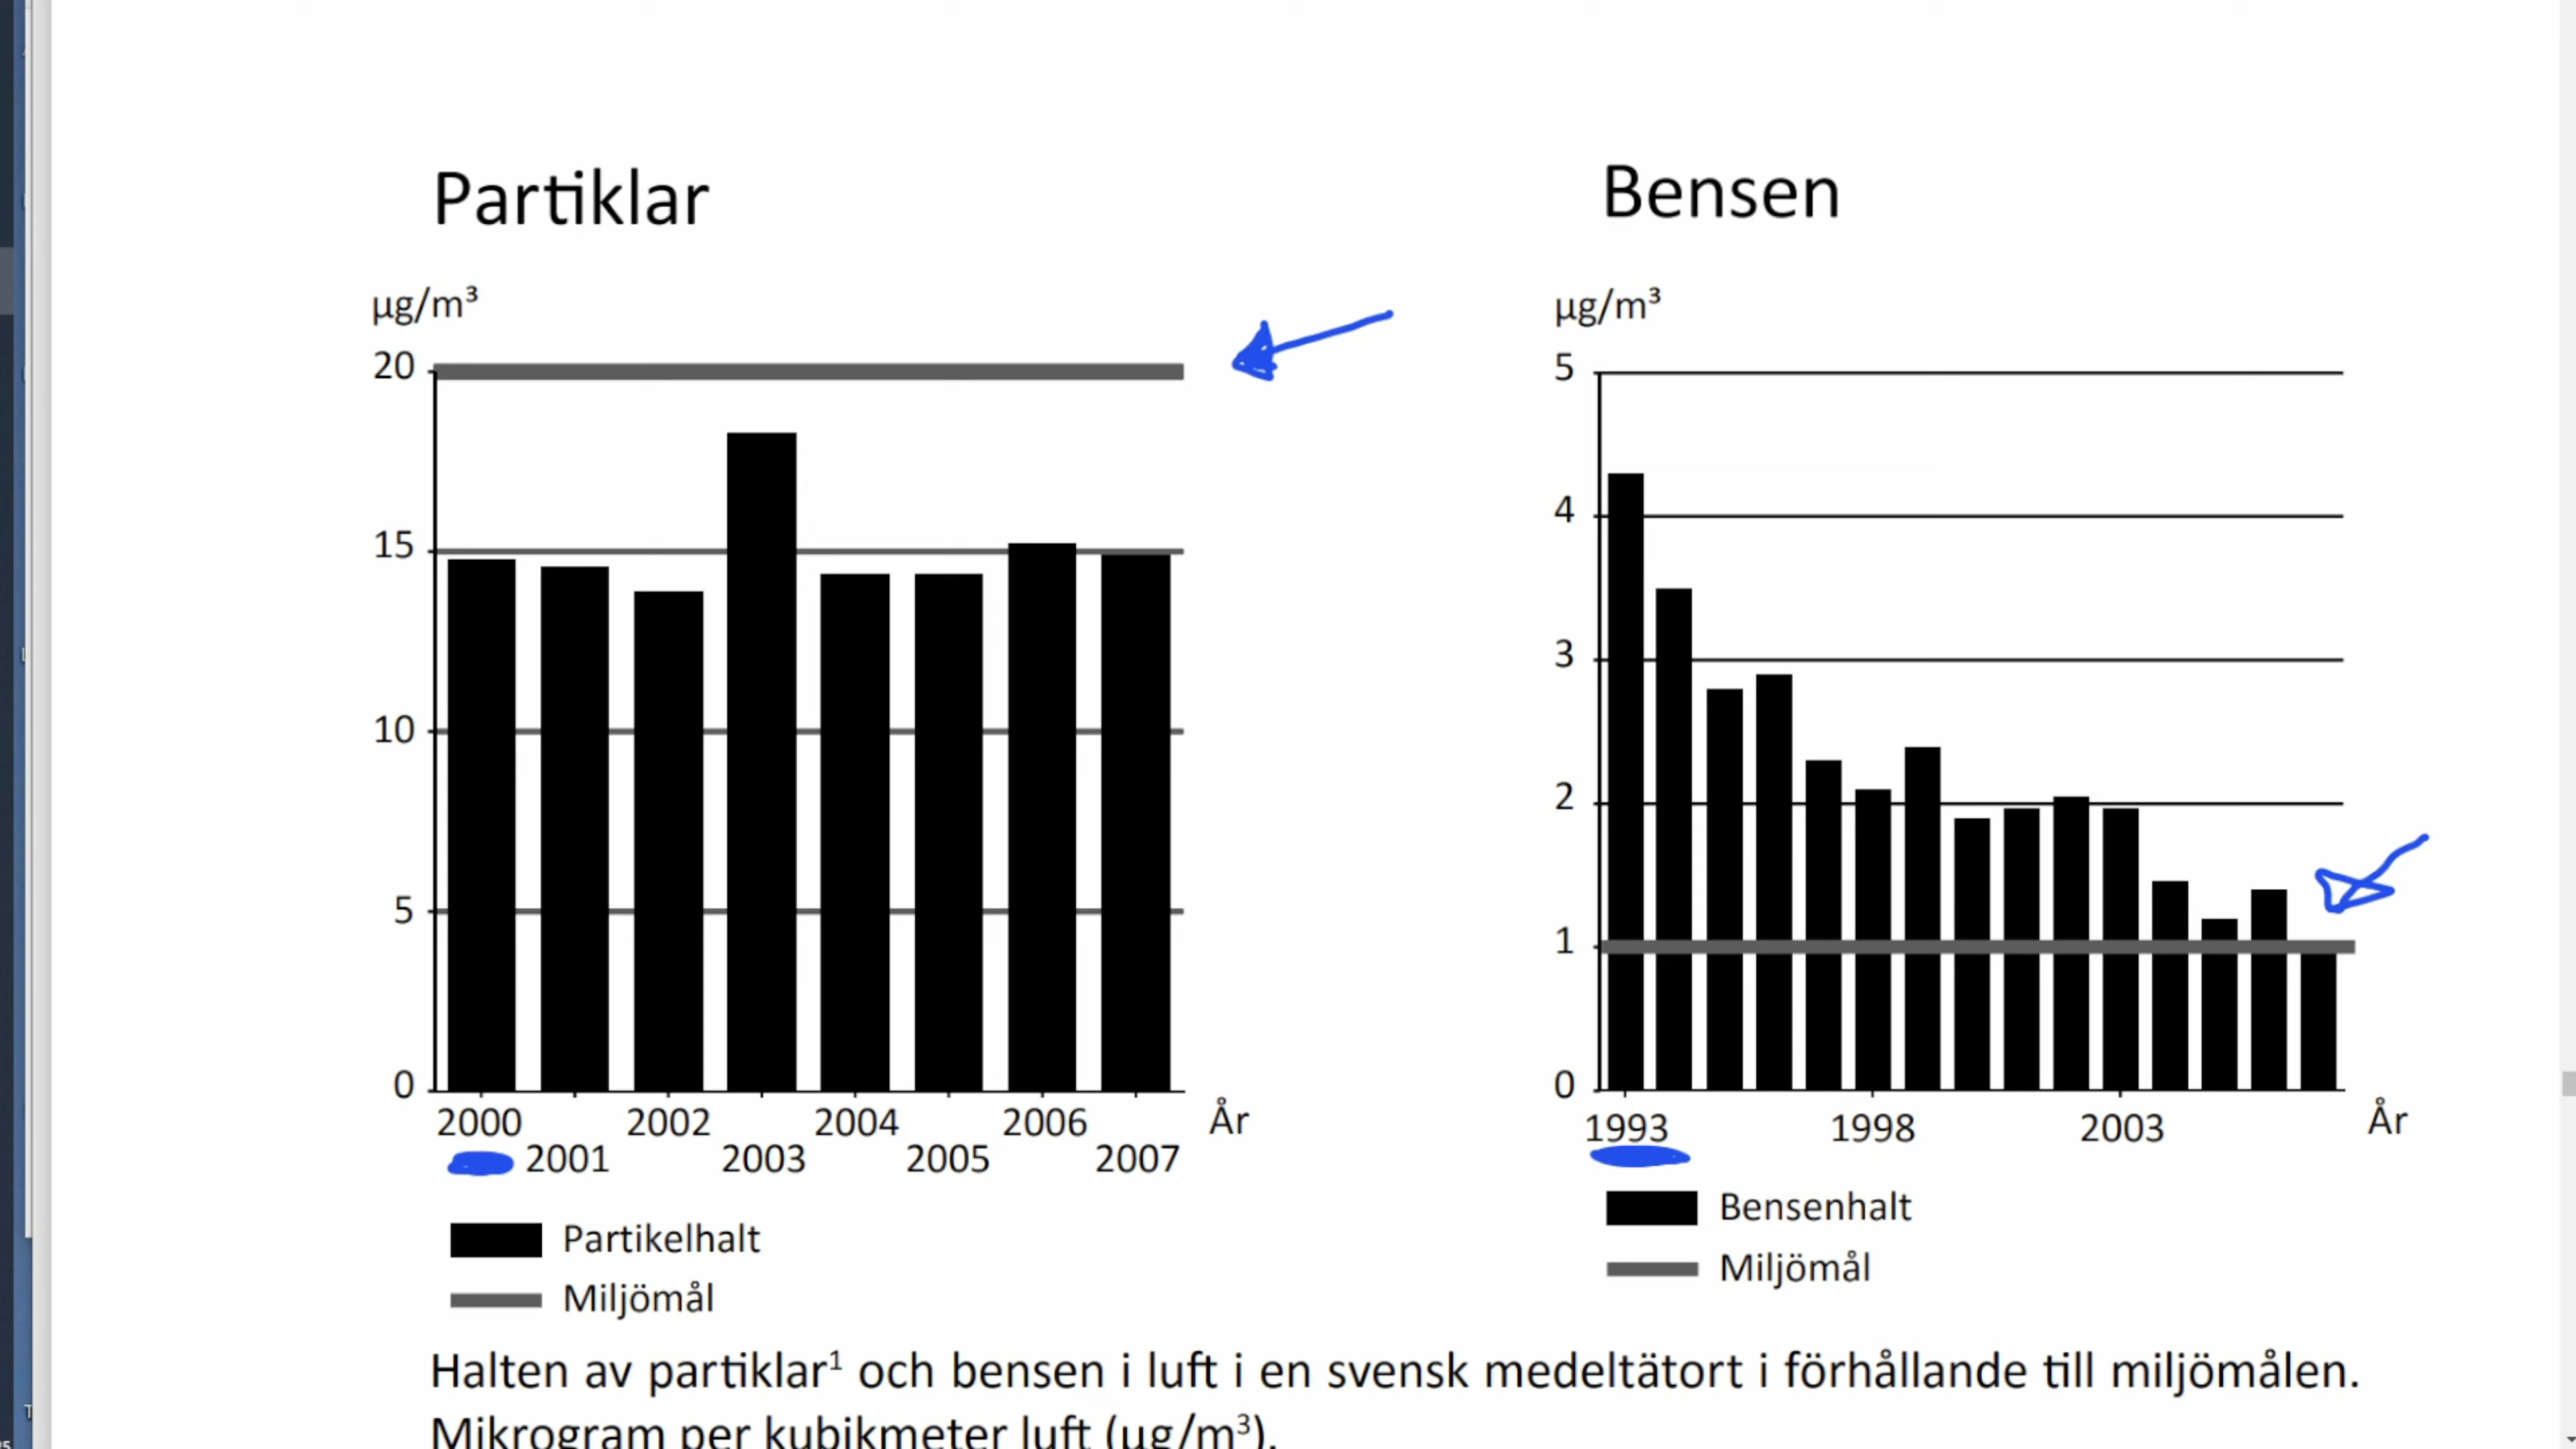 Partiklar
µg/m³
20
15
10
5
0
2000 2001 2002 2003 2004 2005 2006 2007 År
Partikelhalt
Miljömål
Bensen
µg/m³
5
4
3
2
1
0
1993 1998 2003 År
Bensenhalt
Miljömål
Halten av partiklar¹ och bensen i luft i en svensk medeltätort i förhållande till miljömålen.
Mikrogram per kubikmeter luft (µg/m³).